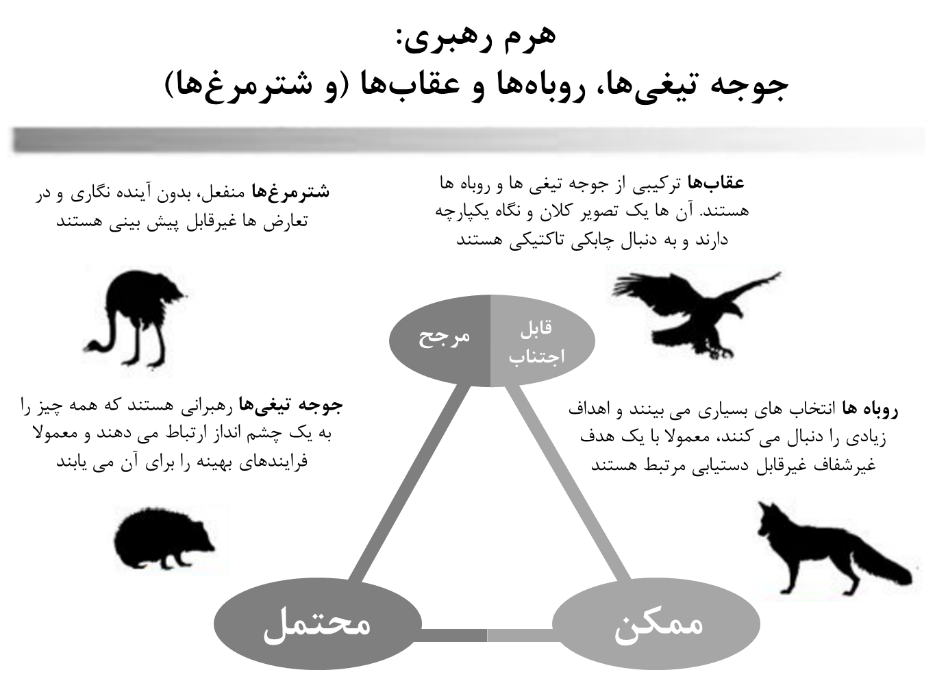 هرم رهبری:
جوجه تیغی‌ها، روباه‌ها و عقاب‌ها (و شترمرغ‌ها)
عقاب‌ها ترکیبی از جوجه تیغی ها و روباه ها
هستند. آن ها یک تصویر کلان و نگاه یکپارچه
دارند و به دنبال چابکی تاکتیکی هستند
شترمرغ‌ها منفعل، بدون آینده نگاری و در
تعارض ها غیرقابل پیش بینی هستند
قابل
اجتناب
مرجح
روباه ها انتخاب های بسیاری می بینند و اهداف
زیادی را دنبال می کنند، معمولا با یک هدف
غیرشفاف غیرقابل دستیابی مرتبط هستند
جوجه تیغی‌ها رهبرانی هستند که همه چیز را
به یک چشم انداز ارتباط می دهند و معمولا
فرایندهای بهینه را برای آن می یابند
ممکن
محتمل